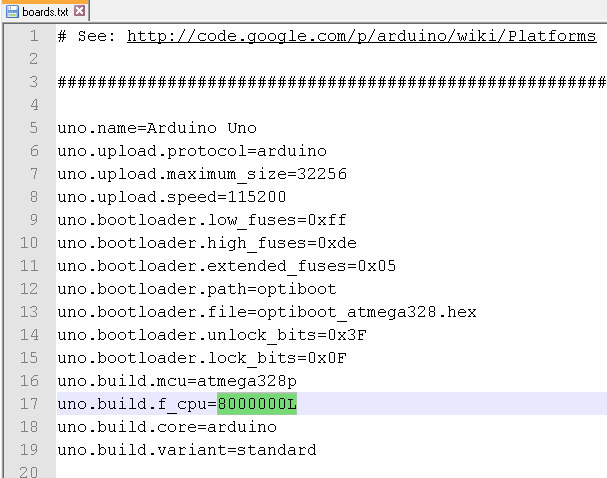 boards.txt
1 # See: http://code.google.com/p/arduino/wiki/Platforms
2
3 #######################################################
4
5 uno.name=Arduino Uno
6 uno.upload.protocol=arduino
7 uno.upload.maximum_size=32256
8 uno.upload.speed=115200
9 uno.bootloader.low_fuses=0xff
10 uno.bootloader.high_fuses=0xde
11 uno.bootloader.extended_fuses=0x05
12 uno.bootloader.path=optiboot
13 uno.bootloader.file=optiboot_atmega328.hex
14 uno.bootloader.unlock_bits=0x3F
15 uno.bootloader.lock_bits=0x0F
16 uno.build.mcu=atmega328p
17 uno.build.f_cpu=8000000L
18 uno.build.core=arduino
19 uno.build.variant=standard
20